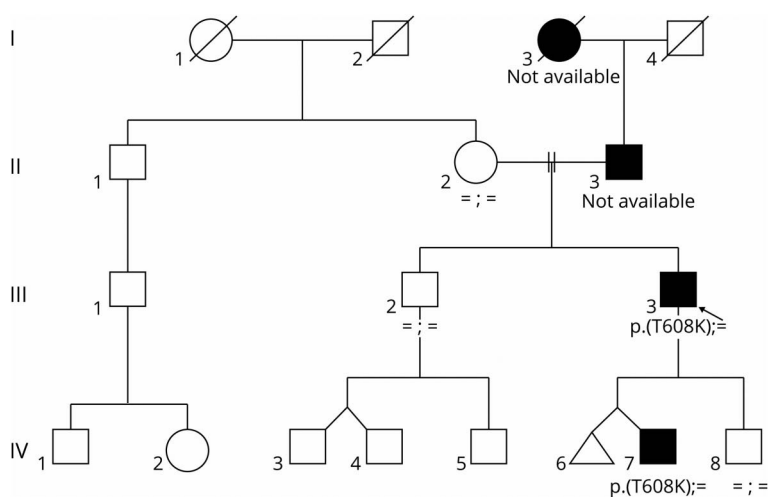 I
1
2
3
4
Not available
II
1
2
3
= ; =
Not available
III
1
2
3
= ; =
p.(T608K);=
IV
1
2
3
4
5
6
7
8
p.(T608K);=
= ; =